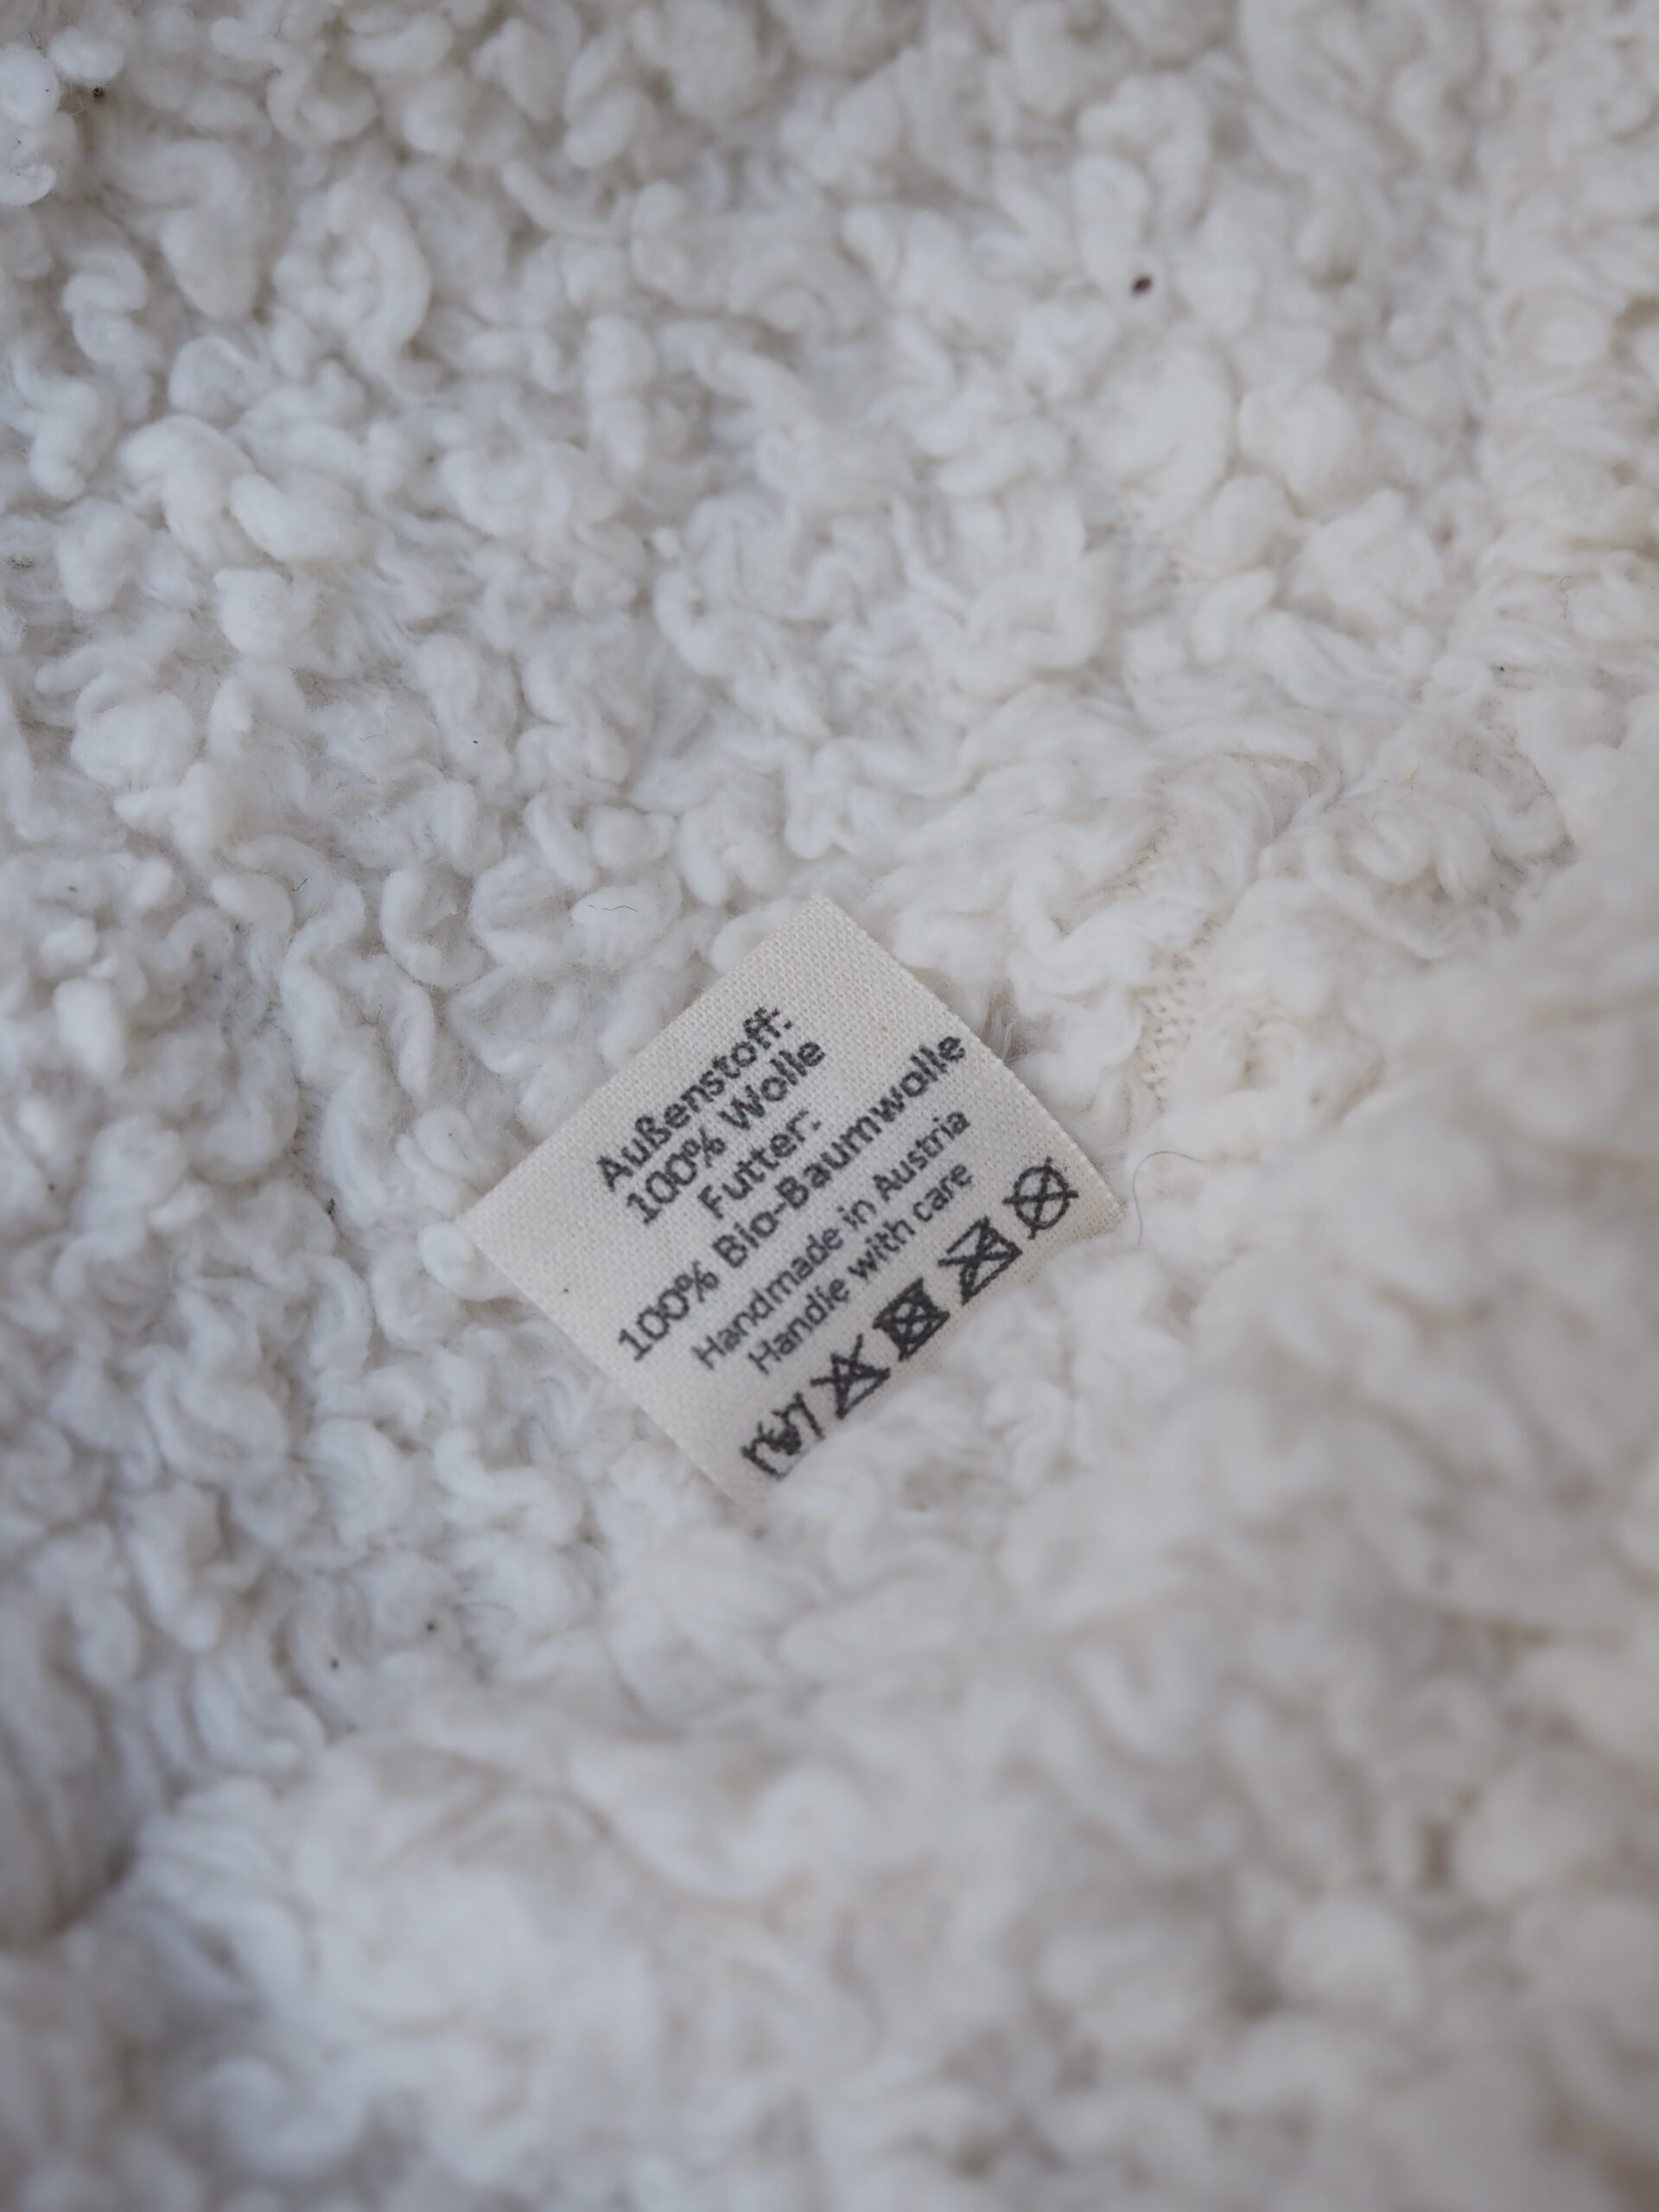 Außenstoff:
100% Wolle
Futter:
100% Bio-Baumwolle
Handmade in Austria
Handle with care